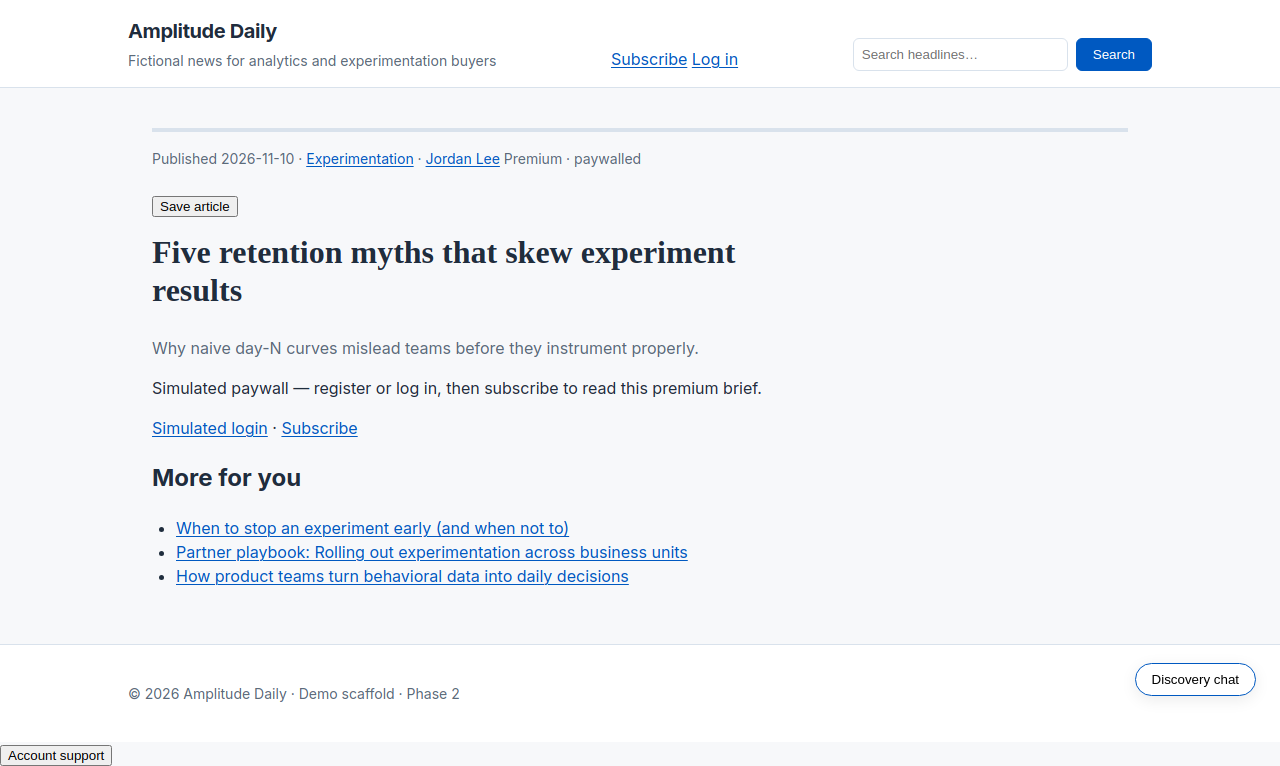 Amplitude Daily
Fictional news for analytics and experimentation buyers
Subscribe Log in
Search headlines…
Search
Published 2026-11-10 · Experimentation · Jordan Lee Premium · paywalled
Save article
Five retention myths that skew experiment
results
Why naive day-N curves mislead teams before they instrument properly.
Simulated paywall — register or log in, then subscribe to read this premium brief.
Simulated login · Subscribe
More for you
When to stop an experiment early (and when not to)
Partner playbook: Rolling out experimentation across business units
How product teams turn behavioral data into daily decisions
© 2026 Amplitude Daily · Demo scaffold · Phase 2
Discovery chat
Account support